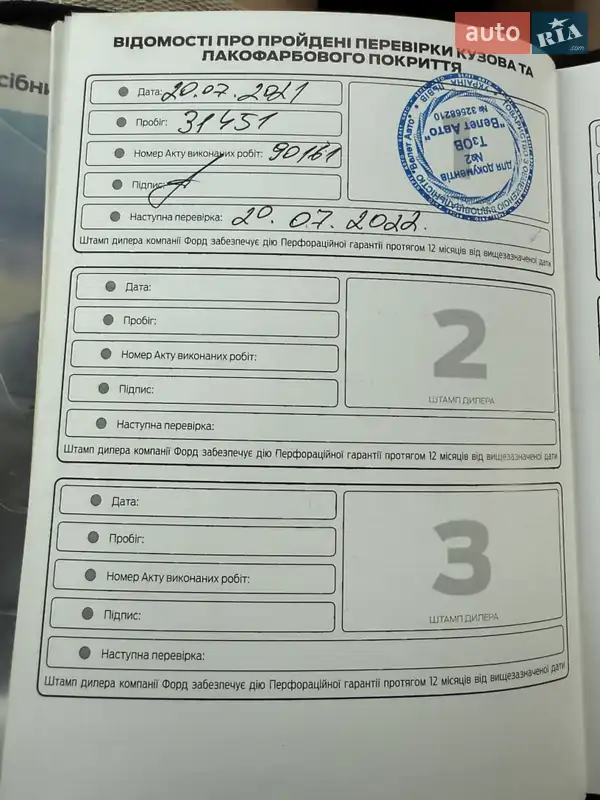 auto RIA.com
сібни
ВІДОМОСТІ ПРО ПРОЙДЕНІ ПЕРЕВІРКИ КУЗОВА ТА
ЛАКОФАРБОВОГО ПОКРИТТЯ
Дата: 20.07.2021
Пробіг: 31451
Номер Акту виконаних робіт: 90161
Підпис:
Наступна перевірка: 20.07.2022.
"Велет Авто"
№ 32568210
ТзОВ
"Велет Авто"
№2
для документів
Штамп дилера компанії Форд забезпечує дію Перфораційної гарантії протягом 12 місяців від вищезазначеної дати
Дата:
Пробіг:
Номер Акту виконаних робіт:
Підпис:
Наступна перевірка:
2
ШТАМП ДИЛЕРА
Штамп дилера компанії Форд забезпечує дію Перфораційної гарантії протягом 12 місяців від вищезазначеної дати
Дата:
Пробіг:
Номер Акту виконаних робіт:
Підпис:
Наступна перевірка:
3
ШТАМП ДИЛЕРА
Штамп дилера компанії Форд забезпечує дію Перфораційної гарантії протягом 12 місяців від вищезазначеної дати